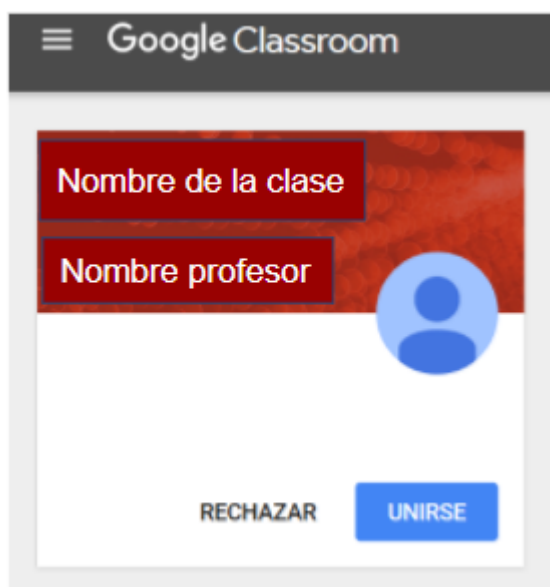 Google Classroom
Nombre de la clase
Nombre profesor
RECHAZAR UNIRSE